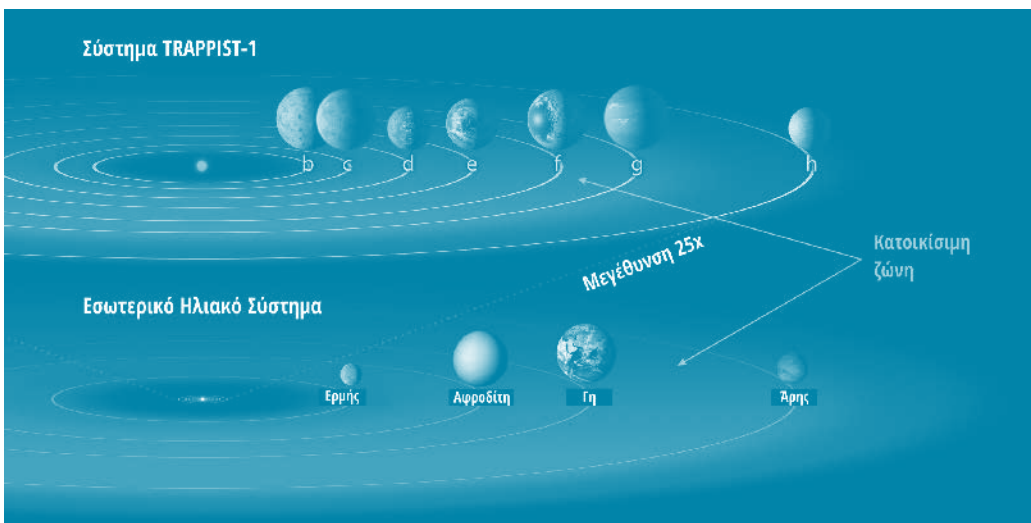 Σύστημα TRAPPIST-1
b c d e f g h
Μεγέθυνση 25x
Κατοικίσιμη
ζώνη
Εσωτερικό Ηλιακό Σύστημα
Ερμής Αφροδίτη Γη Άρης